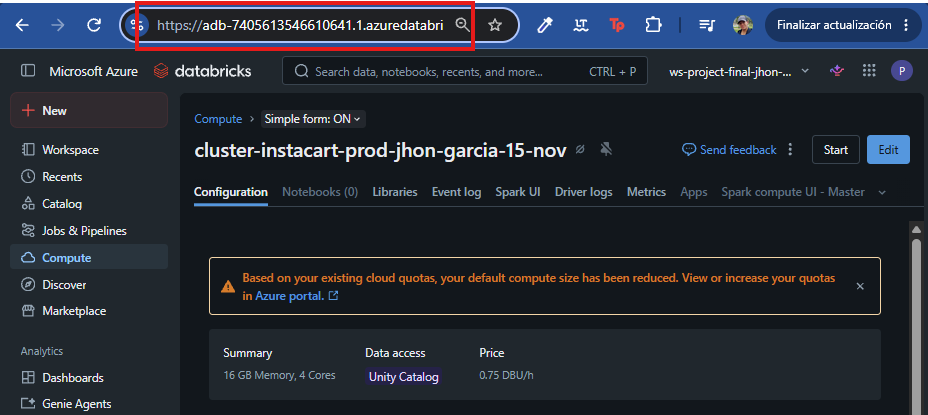 https://adb-7405613546610641.1.azuredatabri
Finalizar actualización
Microsoft Azure databricks
Search data, notebooks, recents, and more... CTRL + P
ws-project-final-jhon-...
P
New
Workspace
Recents
Catalog
Jobs & Pipelines
Compute
Discover
Marketplace
Analytics
Dashboards
Genie Agents
Compute > Simple form: ON
cluster-instacart-prod-jhon-garcia-15-nov
Send feedback
Start
Edit
Configuration Notebooks (0) Libraries Event log Spark UI Driver logs Metrics Apps Spark compute UI - Master
Based on your existing cloud quotas, your default compute size has been reduced. View or increase your quotas
in Azure portal.
Summary Data access Price
16 GB Memory, 4 Cores Unity Catalog 0.75 DBU/h